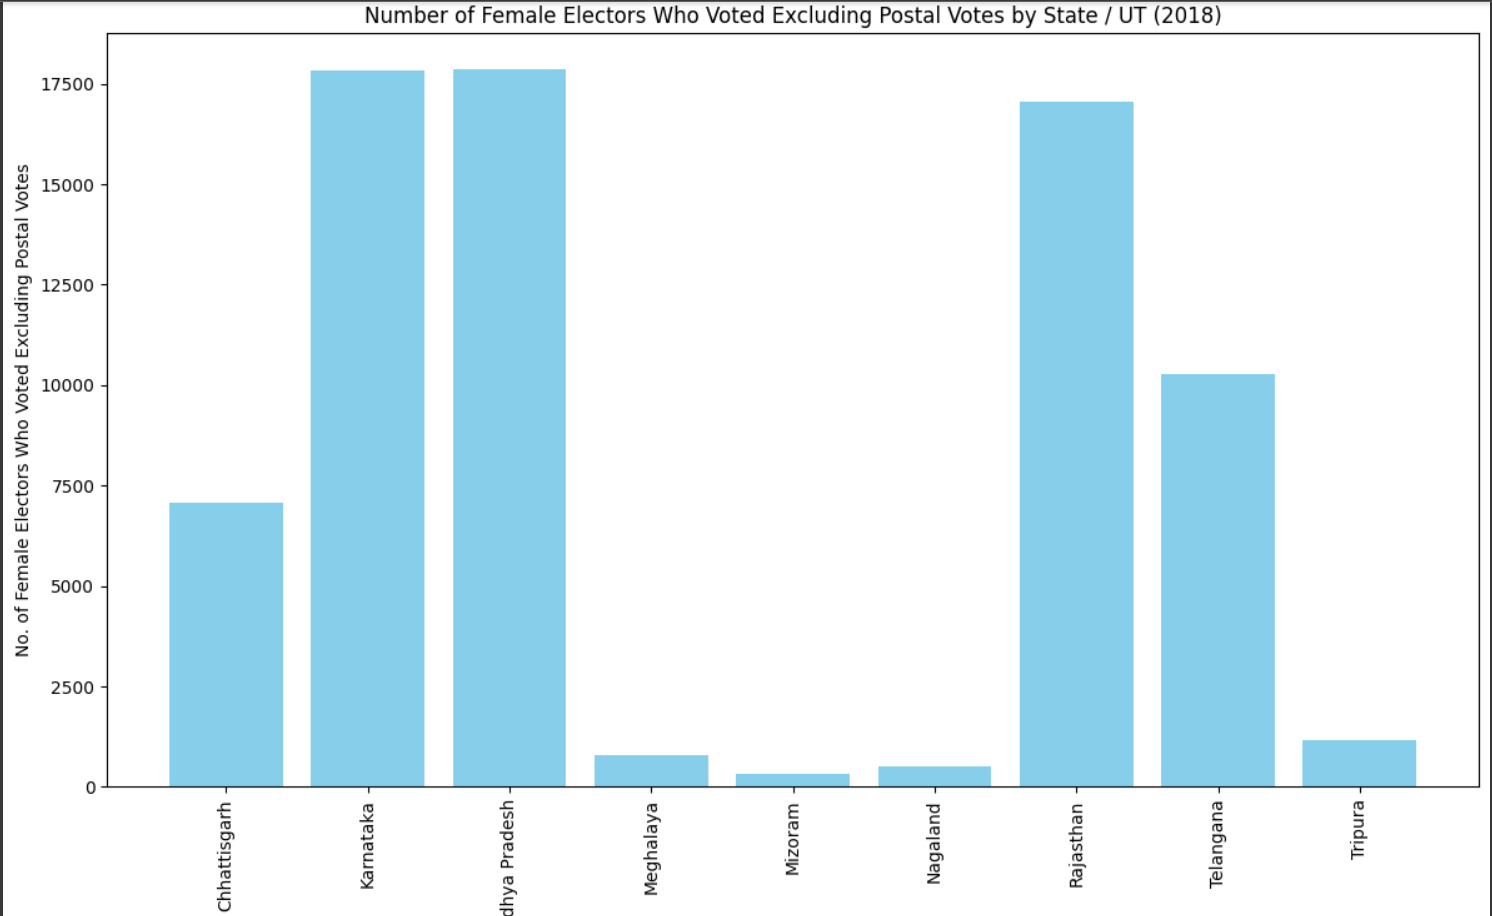 Number of Female Electors Who Voted Excluding Postal Votes by State / UT (2018)
No. of Female Electors Who Voted Excluding Postal Votes
17500
15000
12500
10000
7500
5000
2500
0
Chhattisgarh
Karnataka
dhya Pradesh
Meghalaya
Mizoram
Nagaland
Rajasthan
Telangana
Tripura